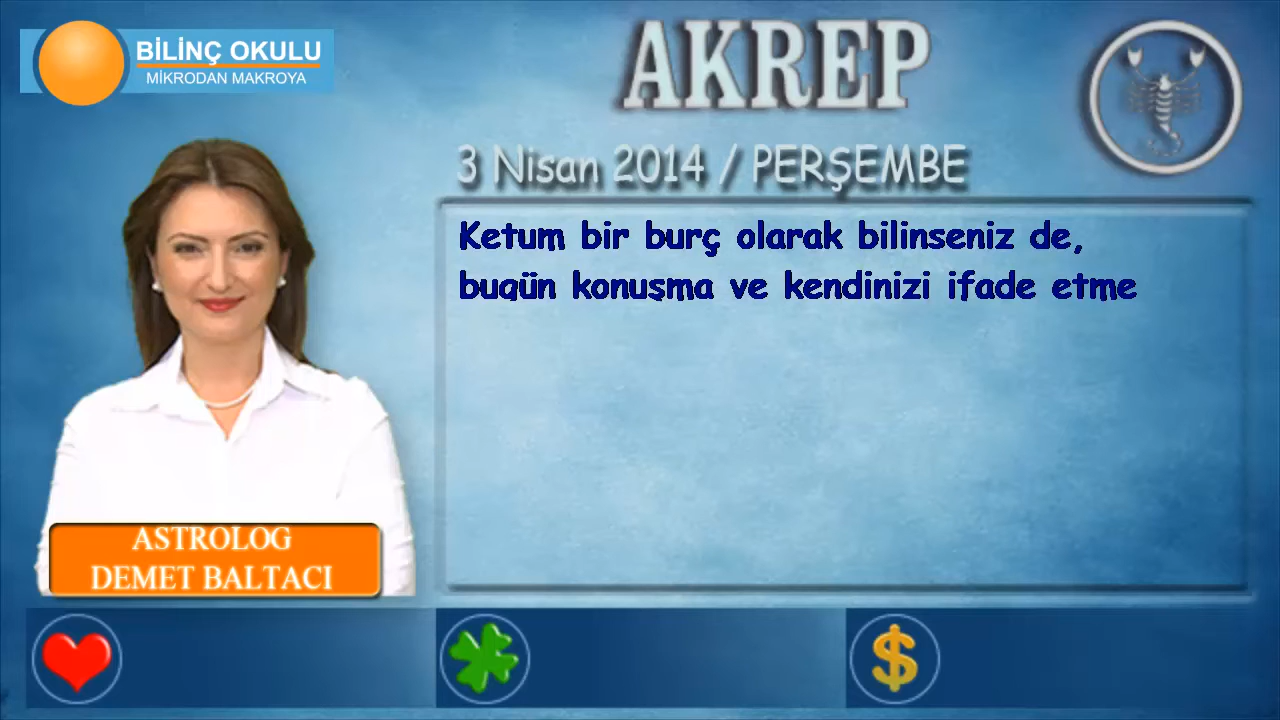 BİLİNÇ OKULU
MİKRODAN MAKROYA
AKREP
3 Nisan 2014 / PERŞEMBE
Ketum bir burç olarak bilinseniz de,
bugün konuşma ve kendinizi ifade etme
ASTROLOG
DEMET BALTACI
$